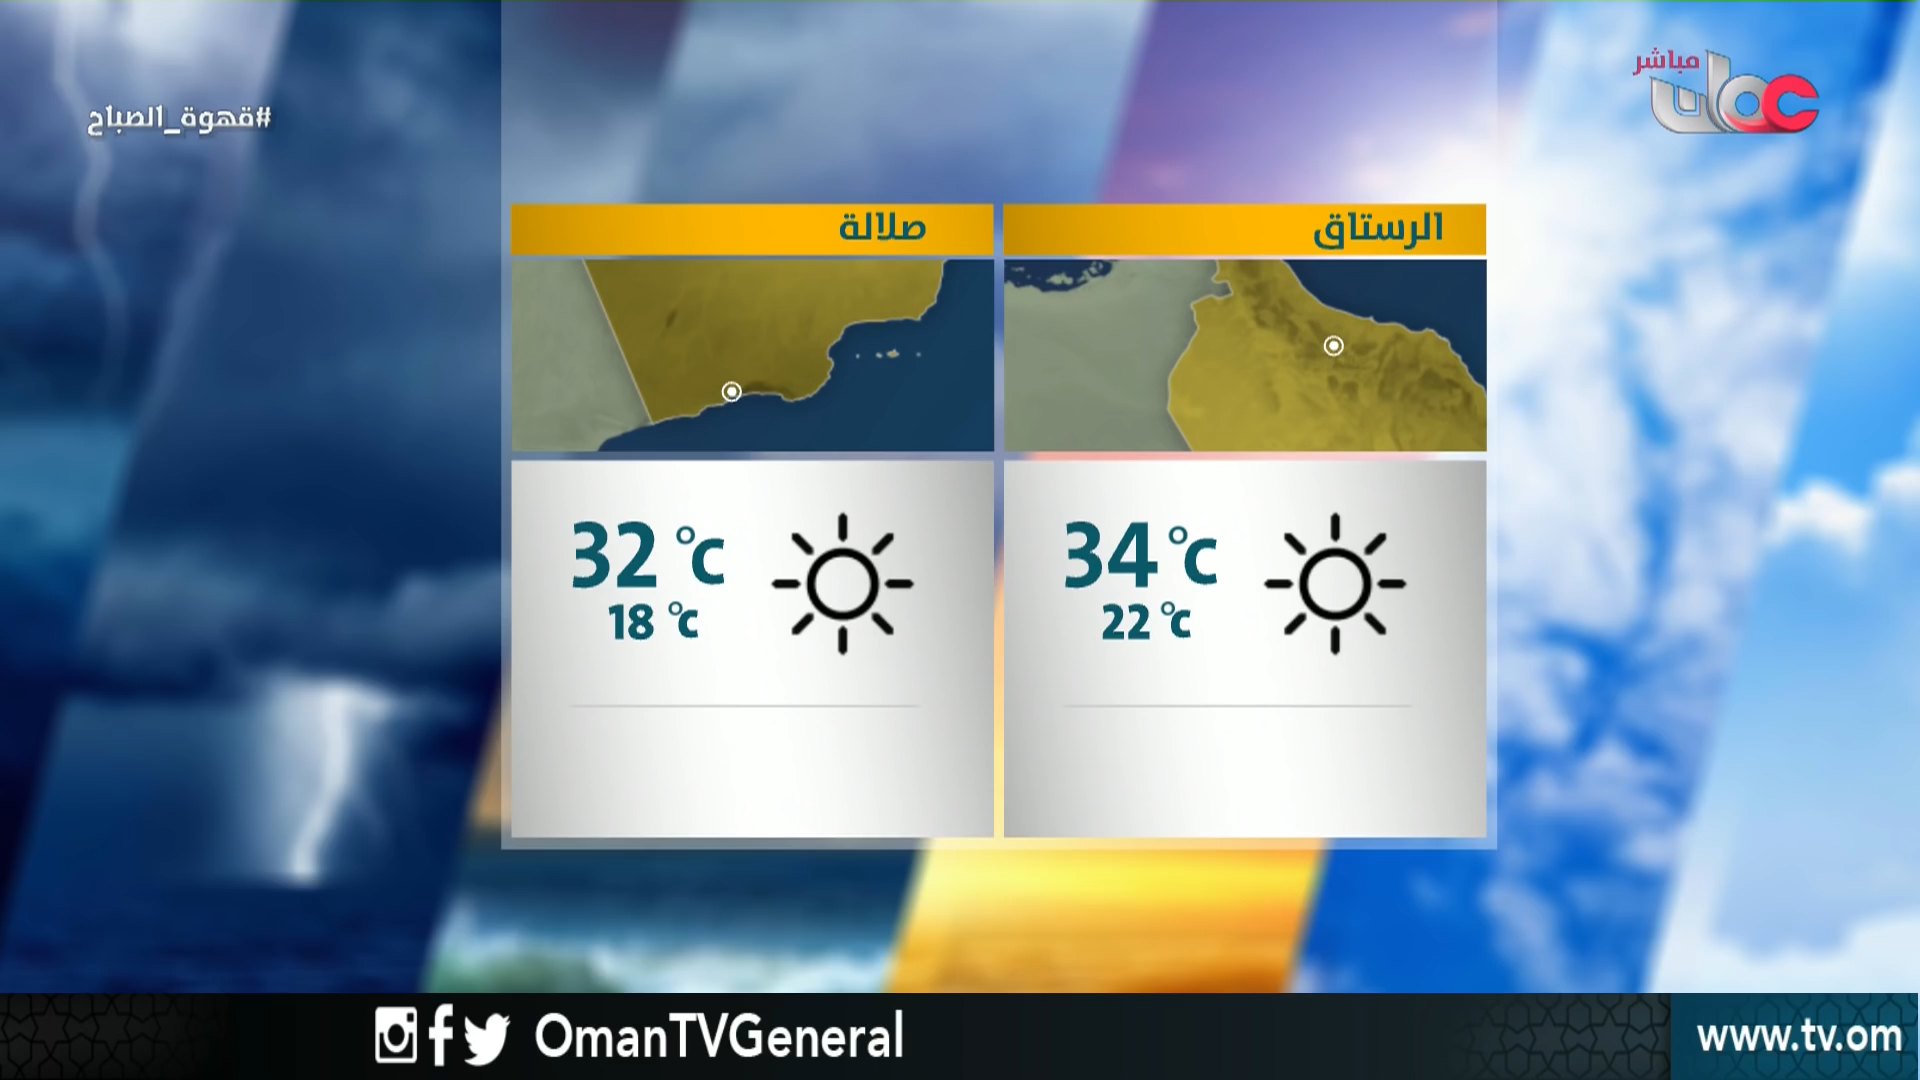 #قهوة_الصباح
مباشر
عمان
الرستاق
صلالة
34 °c
22 °c
32 °c
18 °c
OmanTVGeneral
www.tv.om